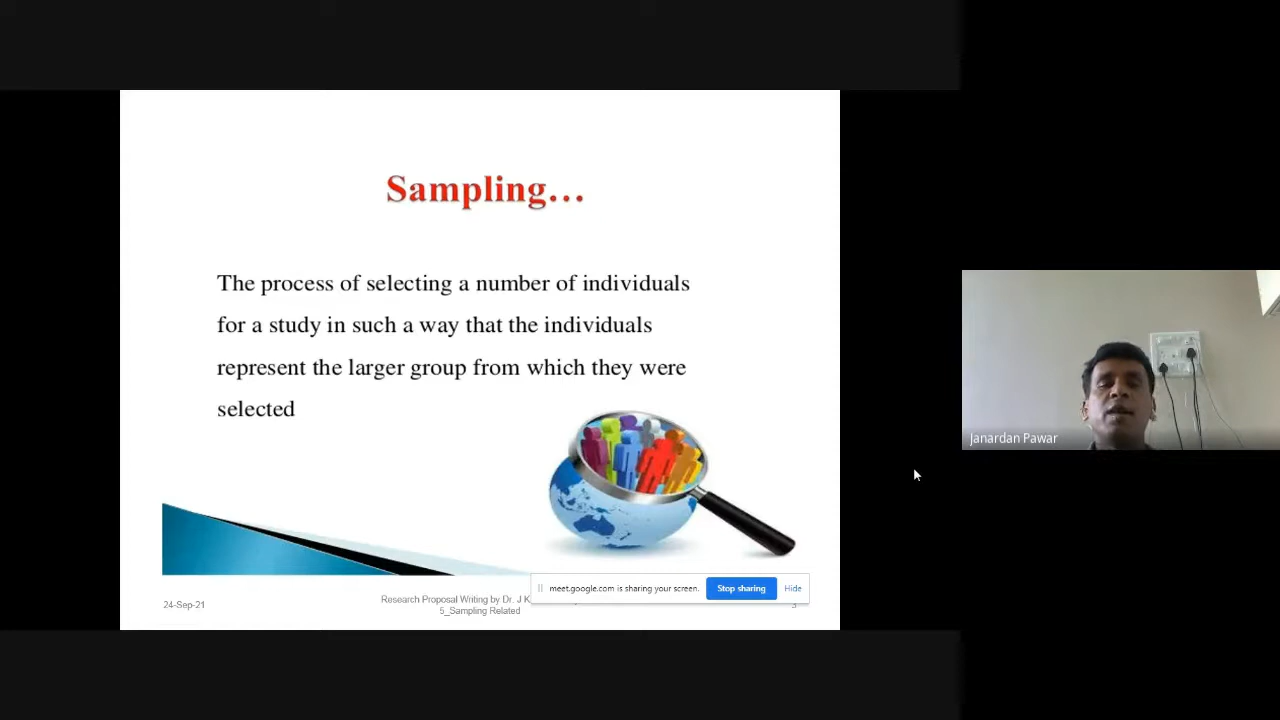 Sampling...
The process of selecting a number of individuals
for a study in such a way that the individuals
represent the larger group from which they were
selected
Janardan Pawar
meet.google.com is sharing your screen. Stop sharing Hide
24-Sep-21
Research Proposal Writing by Dr. J K
5_Sampling Related
3